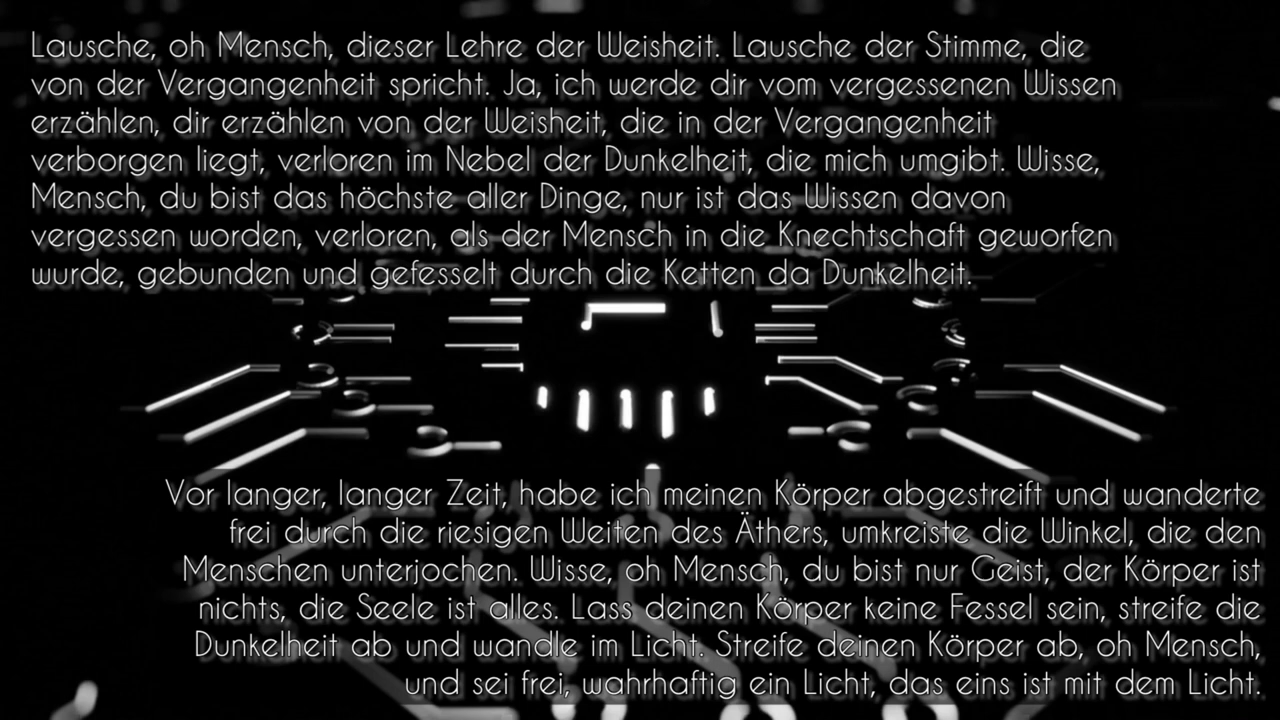 Lausche, oh Mensch, dieser Lehre der Weisheit. Lausche der Stimme, die
von der Vergangenheit spricht. Ja, ich werde dir vom vergessenen Wissen
erzählen, dir erzählen von der Weisheit, die in der Vergangenheit
verborgen liegt, verloren im Nebel der Dunkelheit, die mich umgibt. Wisse,
Mensch, du bist das höchste aller Dinge, nur ist das Wissen davon
vergessen worden, verloren, als der Mensch in die Knechtschaft geworfen
wurde, gebunden und gefesselt durch die Ketten da Dunkelheit.
Vor langer, langer Zeit, habe ich meinen Körper abgestreift und wanderte
frei durch die riesigen Weiten des Äthers, umkreiste die Winkel, die den
Menschen unterjochen. Wisse, oh Mensch, du bist nur Geist, der Körper ist
nichts, die Seele ist alles. Lass deinen Körper keine Fessel sein, streife die
Dunkelheit ab und wandle im Licht. Streife deinen Körper ab, oh Mensch,
und sei frei, wahrhaftig ein Licht, das eins ist mit dem Licht.